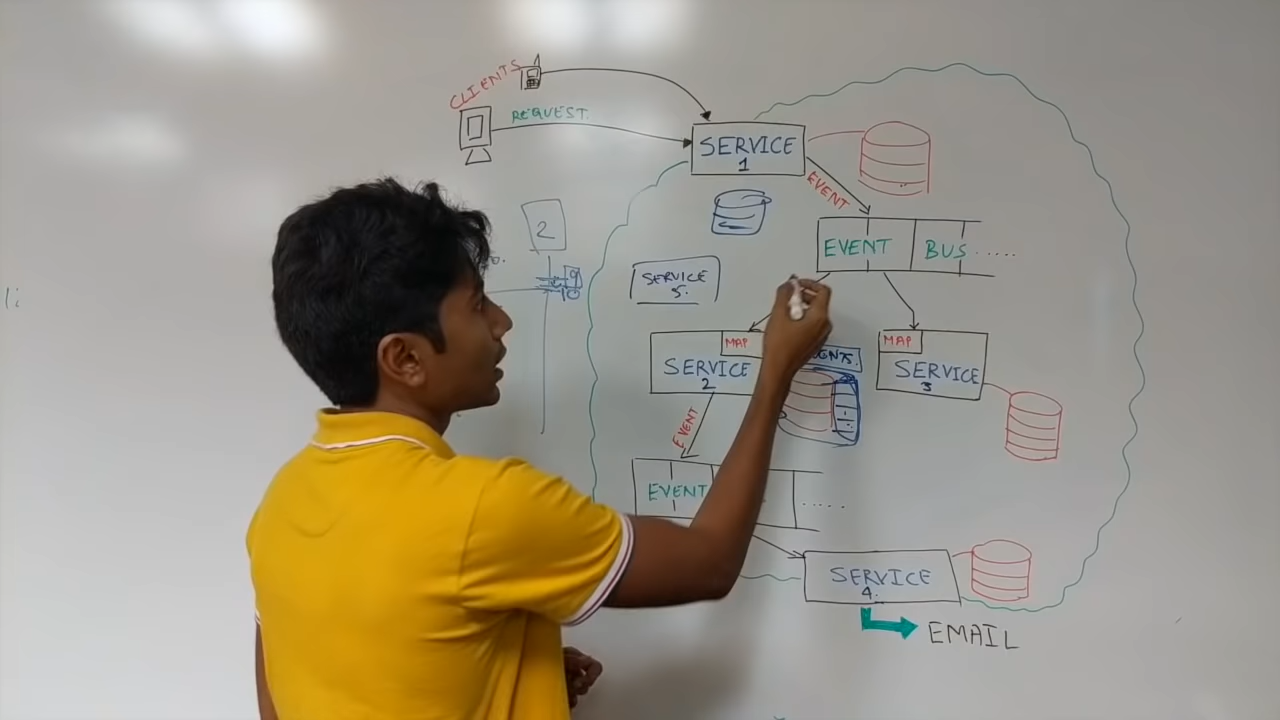 CLIENTS
REQUEST.
SERVICE
1
EVENT
2
EVENT BUS .....
SERVICE
5.
MAP
SERVICE
2
MAP
SERVICE
3
EVENT
EVENT
.....
SERVICE
4.
EMAIL